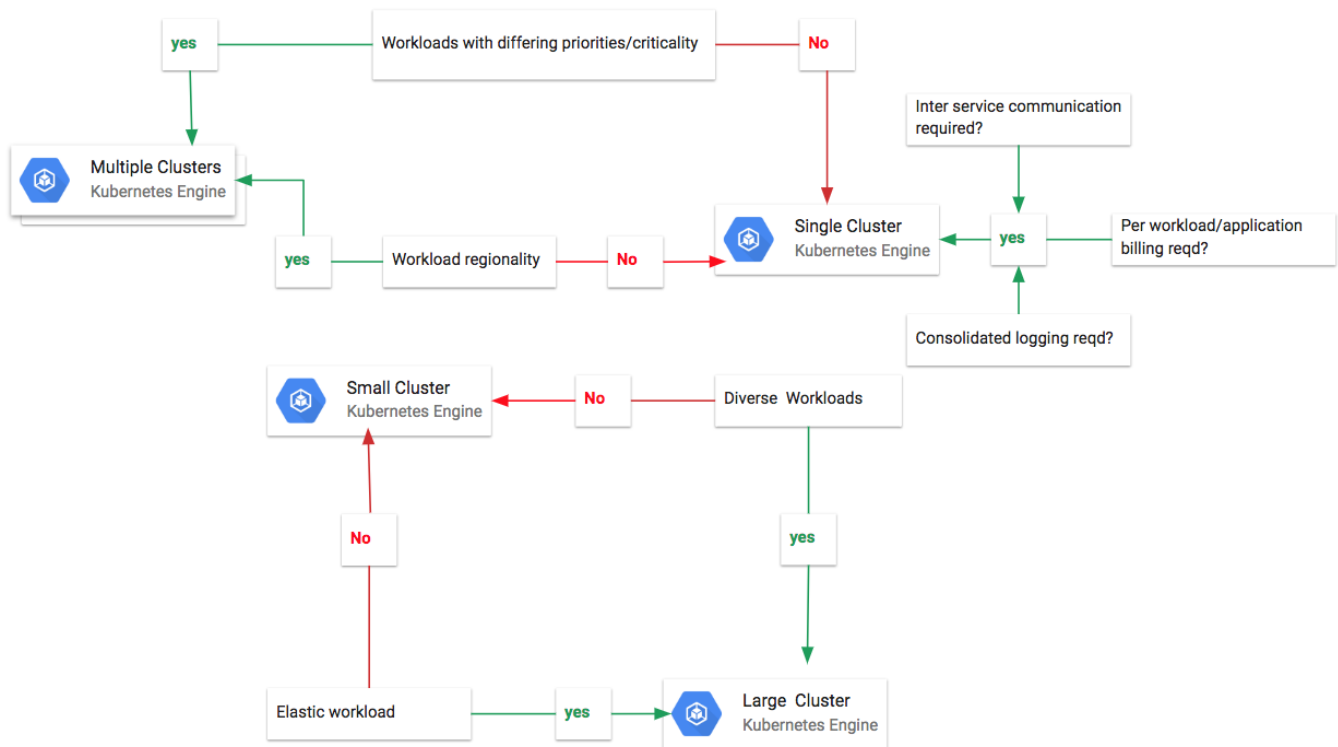 yes
Workloads with differing priorities/criticality
No
Inter service communication
required?
Multiple Clusters
Kubernetes Engine
Single Cluster
Kubernetes Engine
yes
Per workload/application
billing reqd?
yes
Workload regionality
No
Consolidated logging reqd?
Small Cluster
Kubernetes Engine
No
Diverse Workloads
No
yes
Elastic workload
yes
Large Cluster
Kubernetes Engine